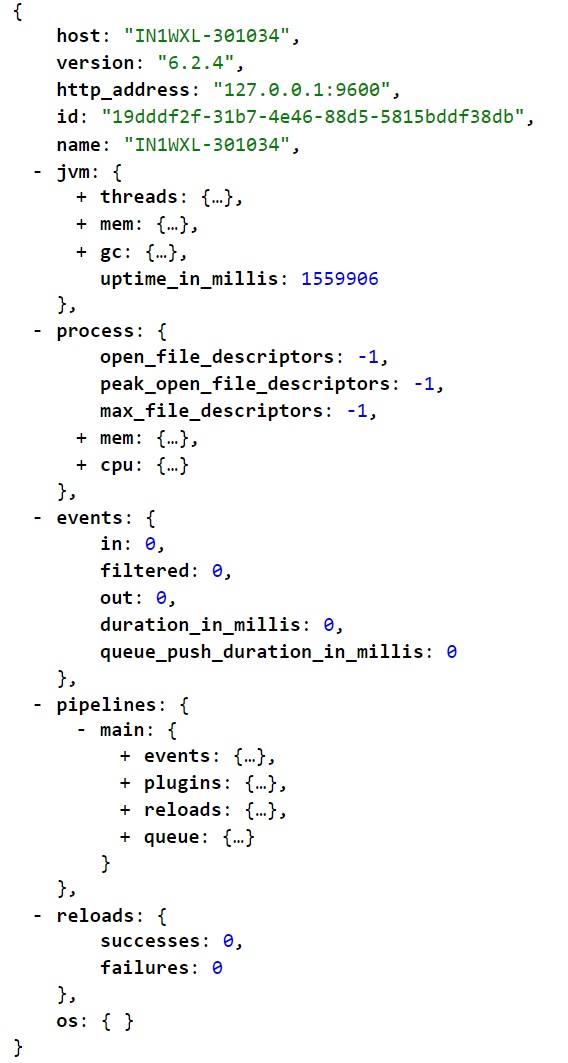 {
    host: "IN1WXL-301034",
    version: "6.2.4",
    http_address: "127.0.0.1:9600",
    id: "19dddf2f-31b7-4e46-88d5-5815bddf38db",
    name: "IN1WXL-301034",
  - jvm: {
      + threads: {…},
      + mem: {…},
      + gc: {…},
        uptime_in_millis: 1559906
    },
  - process: {
        open_file_descriptors: -1,
        peak_open_file_descriptors: -1,
        max_file_descriptors: -1,
      + mem: {…},
      + cpu: {…}
    },
  - events: {
        in: 0,
        filtered: 0,
        out: 0,
        duration_in_millis: 0,
        queue_push_duration_in_millis: 0
    },
  - pipelines: {
      - main: {
          + events: {…},
          + plugins: {…},
          + reloads: {…},
          + queue: {…}
        }
    },
  - reloads: {
        successes: 0,
        failures: 0
    },
    os: { }
}